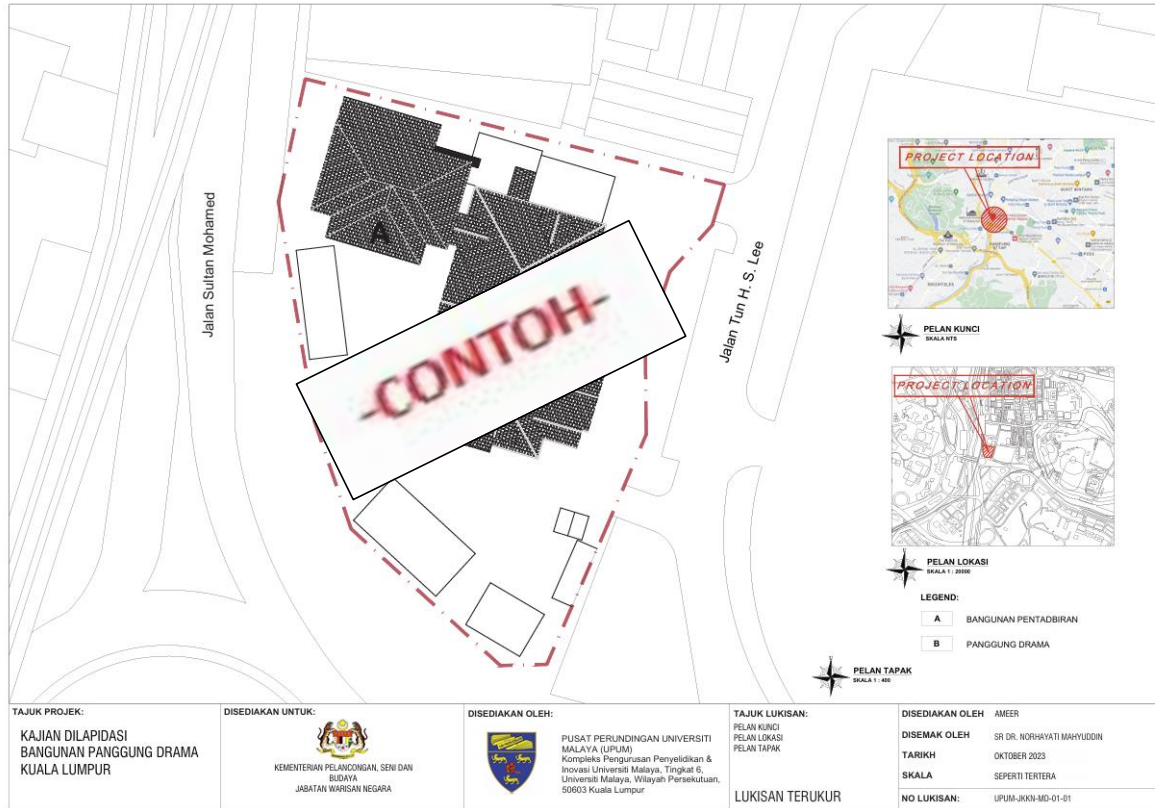 Jalan Sultan Mohamed
A
-CONTOH-
Jalan Tun H. S. Lee
PROJECT LOCATION
PELAN KUNCI
SKALA NTS
PROJECT LOCATION
PELAN LOKASI
SKALA 1 : 20000
LEGEND:
A BANGUNAN PENTADBIRAN
B PANGGUNG DRAMA
PELAN TAPAK
SKALA 1 : 400
TAJUK PROJEK:
KAJIAN DILAPIDASI
BANGUNAN PANGGUNG DRAMA
KUALA LUMPUR
DISEDIAKAN UNTUK:
KEMENTERIAN PELANCONGAN, SENI DAN
BUDAYA
JABATAN WARISAN NEGARA
DISEDIAKAN OLEH:
PUSAT PERUNDINGAN UNIVERSITI
MALAYA (UPUM)
Kompleks Pengurusan Penyelidikan &
Inovasi Universiti Malaya, Tingkat 6,
Universiti Malaya, Wilayah Persekutuan,
50603 Kuala Lumpur
TAJUK LUKISAN:
PELAN KUNCI
PELAN LOKASI
PELAN TAPAK
LUKISAN TERUKUR
DISEDIAKAN OLEH AMEER
DISEMAK OLEH SR DR. NORHAYATI MAHYUDDIN
TARIKH OKTOBER 2023
SKALA SEPERTI TERTERA
NO LUKISAN: UPUM-JKKN-MD-01-01